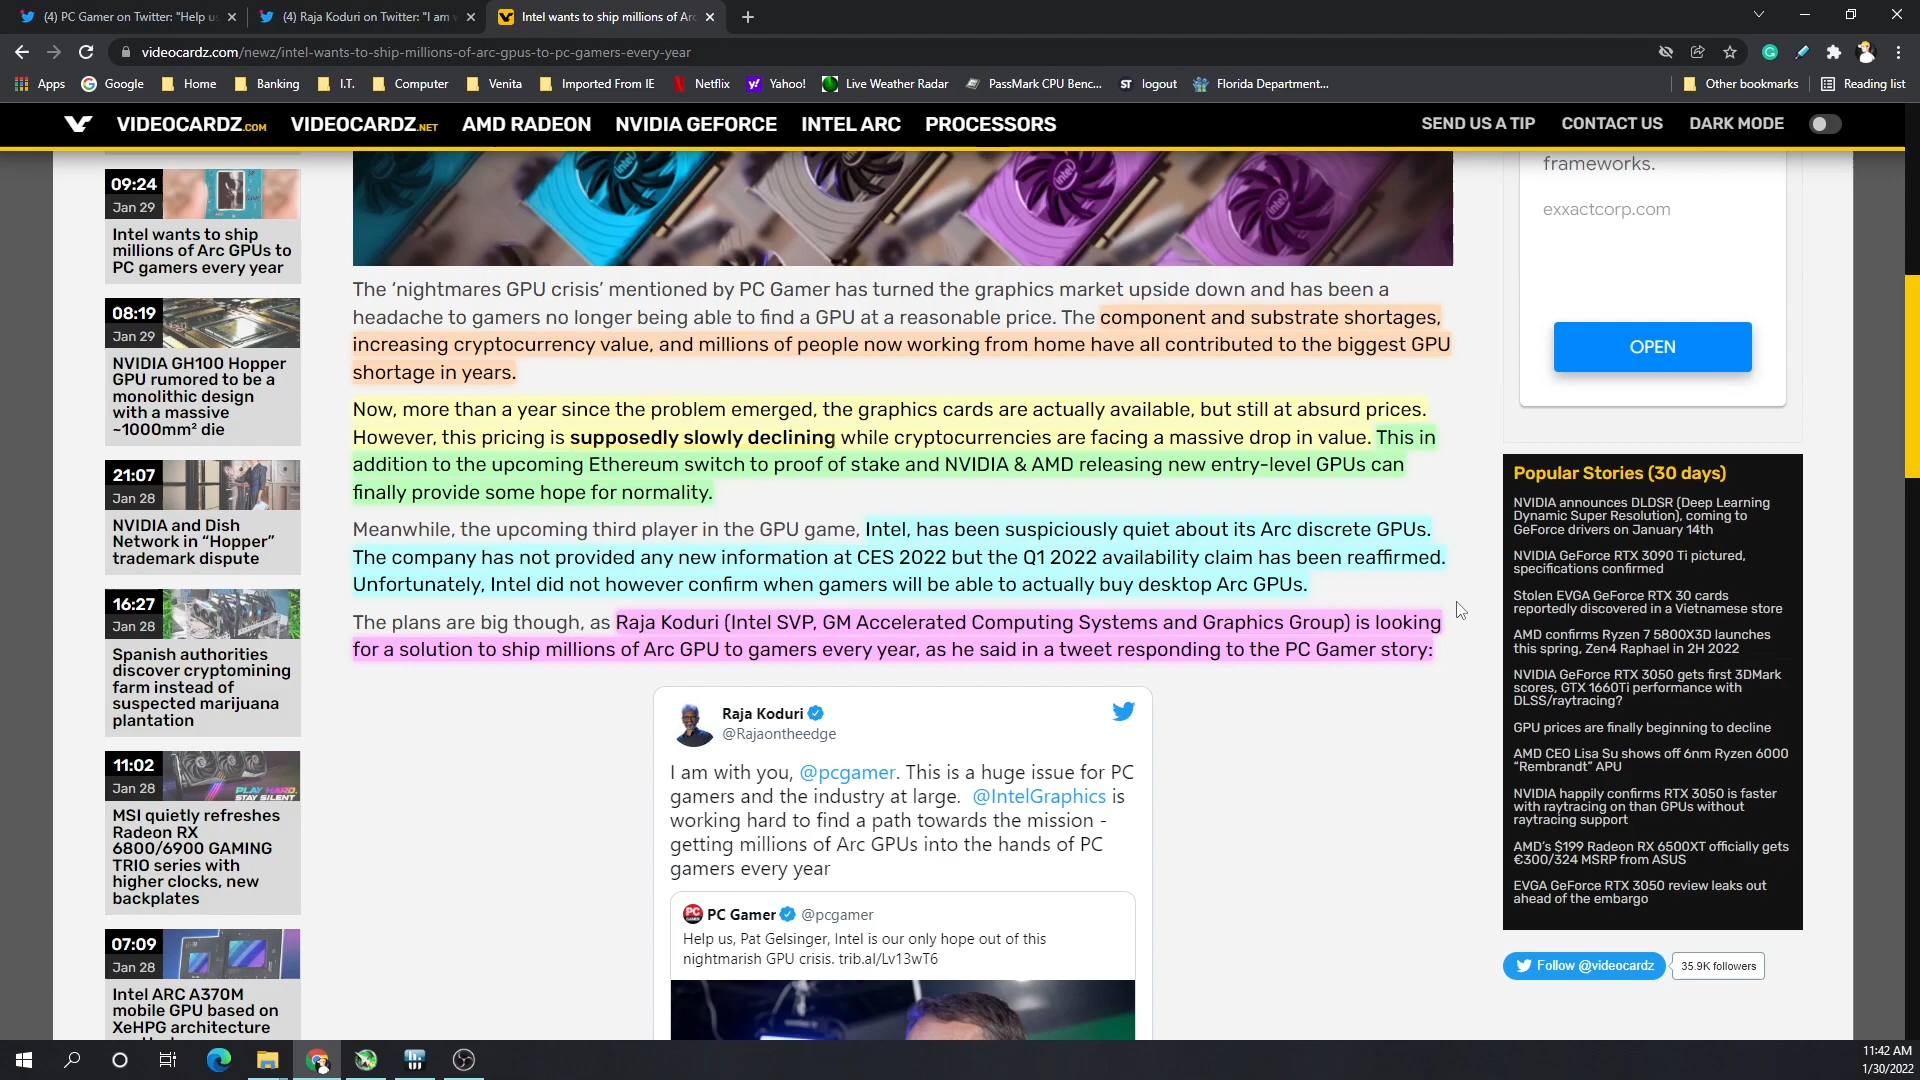 (4) PC Gamer on Twitter: "Help us
(4) Raja Koduri on Twitter: "I am w
Intel wants to ship millions of Arc
videocardz.com/newz/intel-wants-to-ship-millions-of-arc-gpus-to-pc-gamers-every-year
Apps
Google
Home
Banking
I.T.
Computer
Venita
Imported From IE
Netflix
Yahoo!
Live Weather Radar
PassMark CPU Benc...
ST logout
Florida Department...
Other bookmarks
Reading list
VIDEOCARDZ.COM
VIDEOCARDZ.NET
AMD RADEON
NVIDIA GEFORCE
INTEL ARC
PROCESSORS
SEND US A TIP
CONTACT US
DARK MODE
09:24
Jan 29
Intel wants to ship
millions of Arc GPUs to
PC gamers every year
08:19
Jan 29
NVIDIA GH100 Hopper
GPU rumored to be a
monolithic design
with a massive
~1000mm² die
21:07
Jan 28
NVIDIA and Dish
Network in “Hopper”
trademark dispute
16:27
Jan 28
Spanish authorities
discover cryptomining
farm instead of
suspected marijuana
plantation
11:02
Jan 28
PLAY HARD.
STAY SILENT.
MSI quietly refreshes
Radeon RX
6800/6900 GAMING
TRIO series with
higher clocks, new
backplates
07:09
Jan 28
Intel ARC A370M
mobile GPU based on
XeHPG architecture
intel
intel
intel
intel
The ‘nightmares GPU crisis’ mentioned by PC Gamer has turned the graphics market upside down and has been a
headache to gamers no longer being able to find a GPU at a reasonable price. The component and substrate shortages,
increasing cryptocurrency value, and millions of people now working from home have all contributed to the biggest GPU
shortage in years.
Now, more than a year since the problem emerged, the graphics cards are actually available, but still at absurd prices.
However, this pricing is supposedly slowly declining while cryptocurrencies are facing a massive drop in value. This in
addition to the upcoming Ethereum switch to proof of stake and NVIDIA & AMD releasing new entry-level GPUs can
finally provide some hope for normality.
Meanwhile, the upcoming third player in the GPU game, Intel, has been suspiciously quiet about its Arc discrete GPUs.
The company has not provided any new information at CES 2022 but the Q1 2022 availability claim has been reaffirmed.
Unfortunately, Intel did not however confirm when gamers will be able to actually buy desktop Arc GPUs.
The plans are big though, as Raja Koduri (Intel SVP, GM Accelerated Computing Systems and Graphics Group) is looking
for a solution to ship millions of Arc GPU to gamers every year, as he said in a tweet responding to the PC Gamer story:
Raja Koduri
@Rajaontheedge
I am with you, @pcgamer. This is a huge issue for PC
gamers and the industry at large. @IntelGraphics is
working hard to find a path towards the mission -
getting millions of Arc GPUs into the hands of PC
gamers every year
PC GAMER
PC Gamer @pcgamer
Help us, Pat Gelsinger, Intel is our only hope out of this
nightmarish GPU crisis. trib.al/Lv13wT6
frameworks.
exxactcorp.com
OPEN
Popular Stories (30 days)
NVIDIA announces DLDSR (Deep Learning
Dynamic Super Resolution), coming to
GeForce drivers on January 14th
NVIDIA GeForce RTX 3090 Ti pictured,
specifications confirmed
Stolen EVGA GeForce RTX 30 cards
reportedly discovered in a Vietnamese store
AMD confirms Ryzen 7 5800X3D launches
this spring, Zen4 Raphael in 2H 2022
NVIDIA GeForce RTX 3050 gets first 3DMark
scores, GTX 1660Ti performance with
DLSS/raytracing?
GPU prices are finally beginning to decline
AMD CEO Lisa Su shows off 6nm Ryzen 6000
“Rembrandt” APU
NVIDIA happily confirms RTX 3050 is faster
with raytracing on than GPUs without
raytracing support
AMD’s $199 Radeon RX 6500XT officially gets
€300/324 MSRP from ASUS
EVGA GeForce RTX 3050 review leaks out
ahead of the embargo
Follow @videocardz
35.9K followers
11:42 AM
1/30/2022